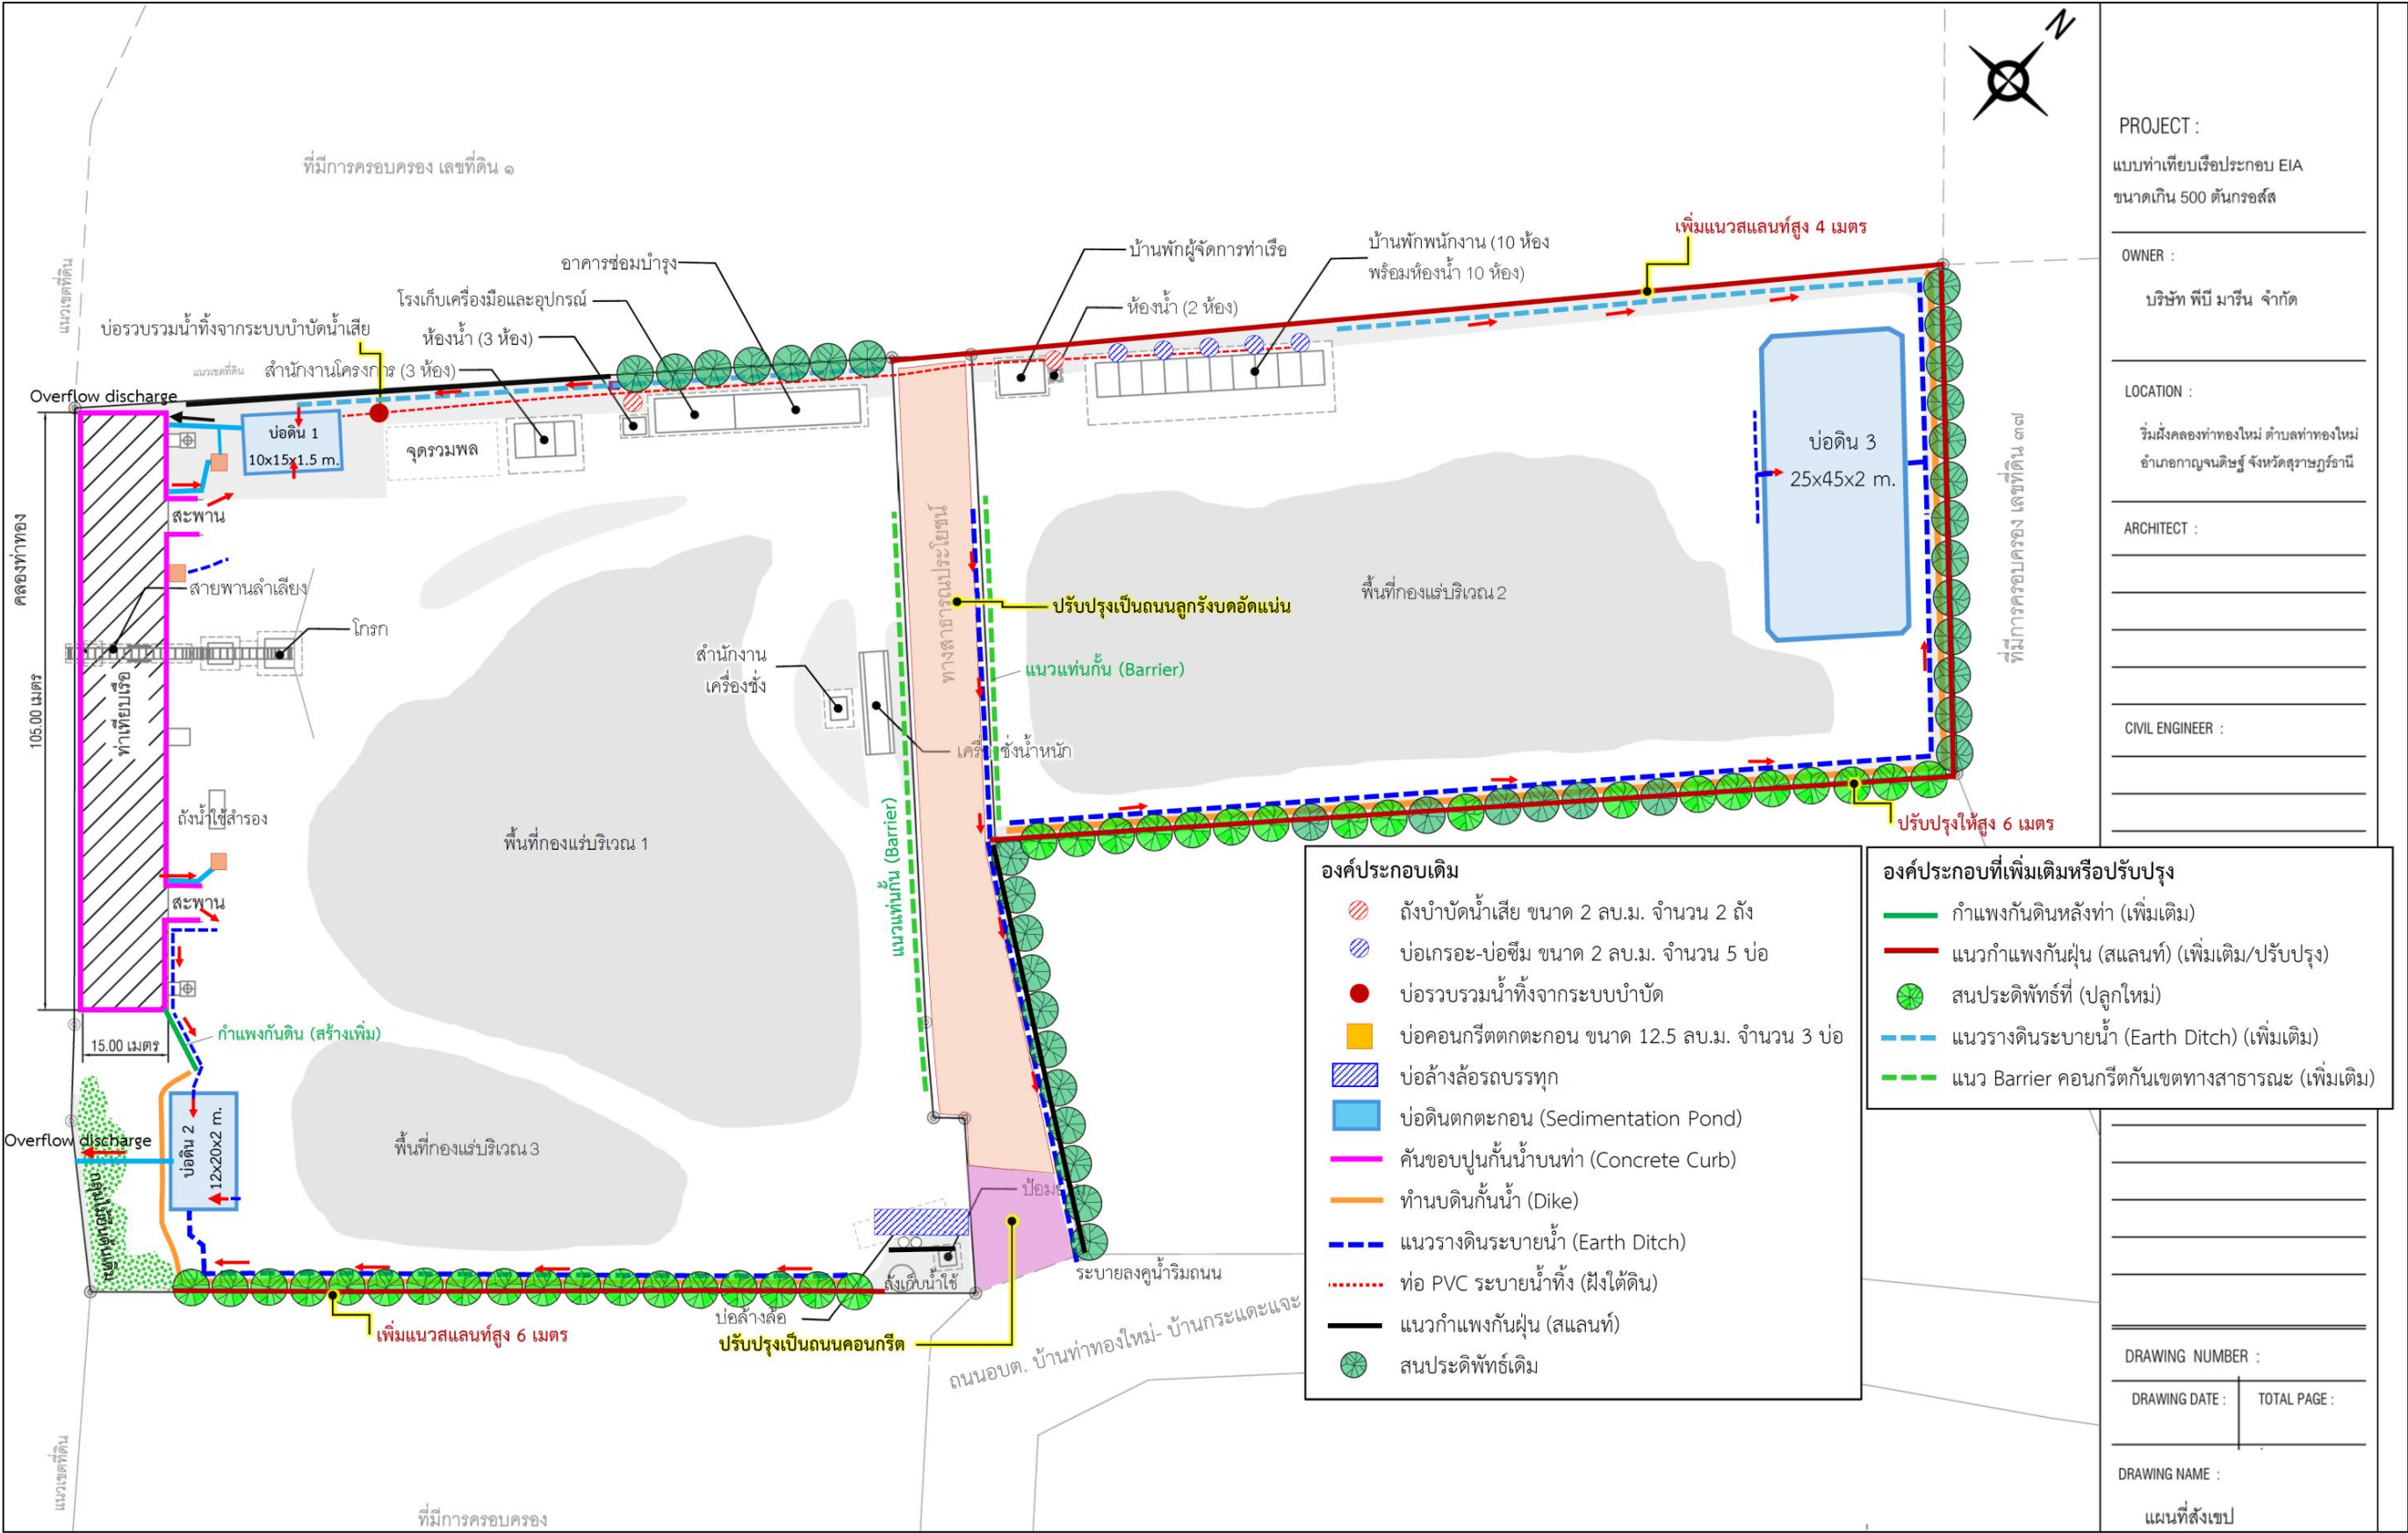 N
ที่มีการครอบครอง เลขที่ดิน ๑
แนวเขตที่ดิน
อาคารซ่อมบำรุง
โรงเก็บเครื่องมือและอุปกรณ์
บ่อรวบรวมน้ำทิ้งจากระบบบำบัดน้ำเสีย
ห้องน้ำ (3 ห้อง)
แนวเขตที่ดิน
สำนักงานโครงการ (3 ห้อง)
Overflow discharge
บ้านพักผู้จัดการท่าเรือ
บ้านพักพนักงาน (10 ห้อง
พร้อมห้องน้ำ 10 ห้อง)
ห้องน้ำ (2 ห้อง)
เพิ่มแนวสแลนท์สูง 4 เมตร
บ่อดิน 1
10x15x1.5 m.
จุดรวมพล
บ่อดิน 3
25x45x2 m.
สะพาน
คลองท่าทอง
ทางสาธารณประโยชน์
ที่มีการครอบครอง เลขที่ดิน ๓๗
สายพานลำเลียง
โกรก
พื้นที่กองแร่บริเวณ 2
ปรับปรุงเป็นถนนลูกรังบดอัดแน่น
แนวแท่นกั้น (Barrier)
สำนักงาน
เครื่องชั่ง
105.00 เมตร
ท่าเทียบเรือ
ชั่งน้ำหนัก
ถังน้ำใช้สำรอง
พื้นที่กองแร่บริเวณ 1
แนวแท่นกั้น (Barrier)
ปรับปรุงให้สูง 6 เมตร
สะพาน
กำแพงกันดิน (สร้างเพิ่ม)
15.00 เมตร
Overflow discharge
บ่อดิน 2
12x20x2 m.
พื้นที่กองแร่บริเวณ 3
ถังเก็บน้ำใช้
ระบายลงคูน้ำริมถนน
บ่อล้างล้อ
เพิ่มแนวสแลนท์สูง 6 เมตร
ปรับปรุงเป็นถนนคอนกรีต
ถนนอบต. บ้านท่าทองใหม่- บ้านกระแดะแจะ
แนวเขตที่ดิน
ที่มีการครอบครอง
องค์ประกอบเดิม
ถังบำบัดน้ำเสีย ขนาด 2 ลบ.ม. จำนวน 2 ถัง
บ่อเกรอะ-บ่อซึม ขนาด 2 ลบ.ม. จำนวน 5 บ่อ
บ่อรวบรวมน้ำทิ้งจากระบบบำบัด
บ่อคอนกรีตตกตะกอน ขนาด 12.5 ลบ.ม. จำนวน 3 บ่อ
บ่อล้างล้อรถบรรทุก
บ่อดินตกตะกอน (Sedimentation Pond)
คันขอบปูนกั้นน้ำบนท่า (Concrete Curb)
ทำนบดินกั้นน้ำ (Dike)
แนวรางดินระบายน้ำ (Earth Ditch)
ท่อ PVC ระบายน้ำทิ้ง (ฝังใต้ดิน)
แนวกำแพงกันฝุ่น (สแลนท์)
สนประดิพัทธ์เดิม
องค์ประกอบที่เพิ่มเติมหรือปรับปรุง
กำแพงกันดินหลังท่า (เพิ่มเติม)
แนวกำแพงกันฝุ่น (สแลนท์) (เพิ่มเติม/ปรับปรุง)
สนประดิพัทธ์ที่ (ปลูกใหม่)
แนวรางดินระบายน้ำ (Earth Ditch) (เพิ่มเติม)
แนว Barrier คอนกรีตกันเขตทางสาธารณะ (เพิ่มเติม)
PROJECT :
แบบท่าเทียบเรือประกอบ EIA
ขนาดเกิน 500 ตันกรอส์ส
OWNER :
บริษัท พีบี มารีน จำกัด
LOCATION :
ริมฝั่งคลองท่าทองใหม่ ตำบลท่าทองใหม่
อำเภอกาญจนดิษฐ์ จังหวัดสุราษฎร์ธานี
ARCHITECT :
CIVIL ENGINEER :
DRAWING NUMBER :
DRAWING DATE :
TOTAL PAGE :
DRAWING NAME :
แผนที่สังเขป